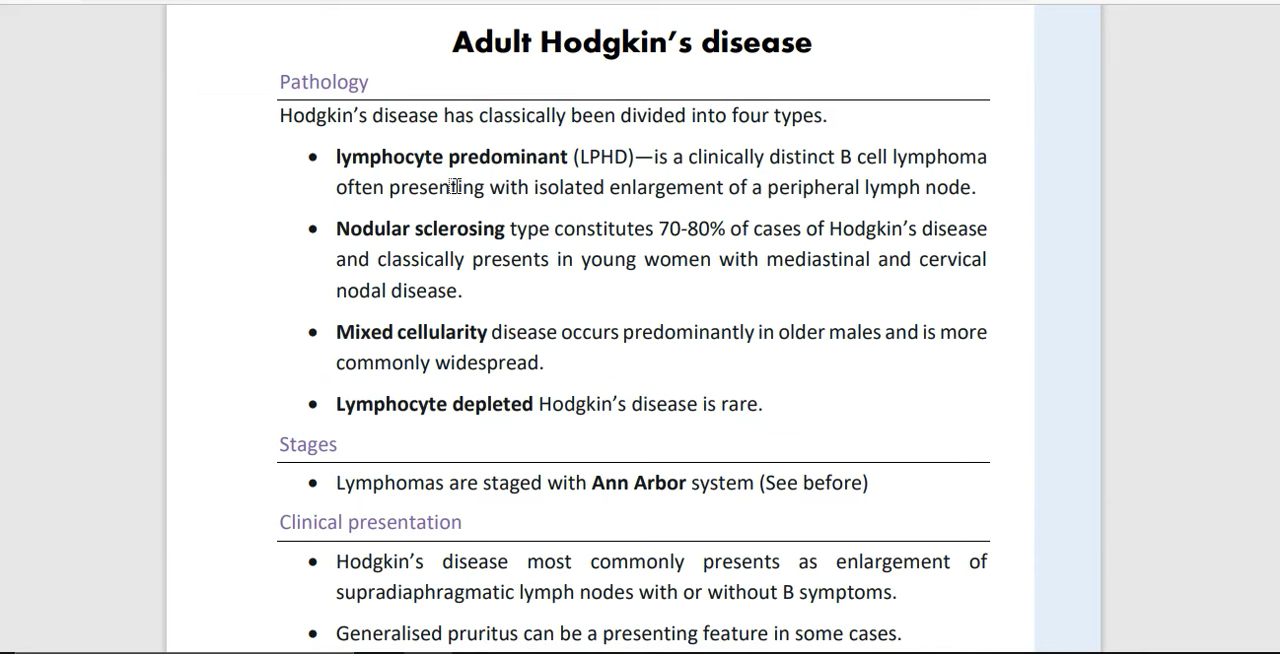 Adult Hodgkin’s disease
Pathology
Hodgkin’s disease has classically been divided into four types.
• lymphocyte predominant (LPHD)—is a clinically distinct B cell lymphoma
often presenting with isolated enlargement of a peripheral lymph node.
• Nodular sclerosing type constitutes 70-80% of cases of Hodgkin’s disease
and classically presents in young women with mediastinal and cervical
nodal disease.
• Mixed cellularity disease occurs predominantly in older males and is more
commonly widespread.
• Lymphocyte depleted Hodgkin’s disease is rare.
Stages
• Lymphomas are staged with Ann Arbor system (See before)
Clinical presentation
• Hodgkin’s disease most commonly presents as enlargement of
supradiaphragmatic lymph nodes with or without B symptoms.
• Generalised pruritus can be a presenting feature in some cases.